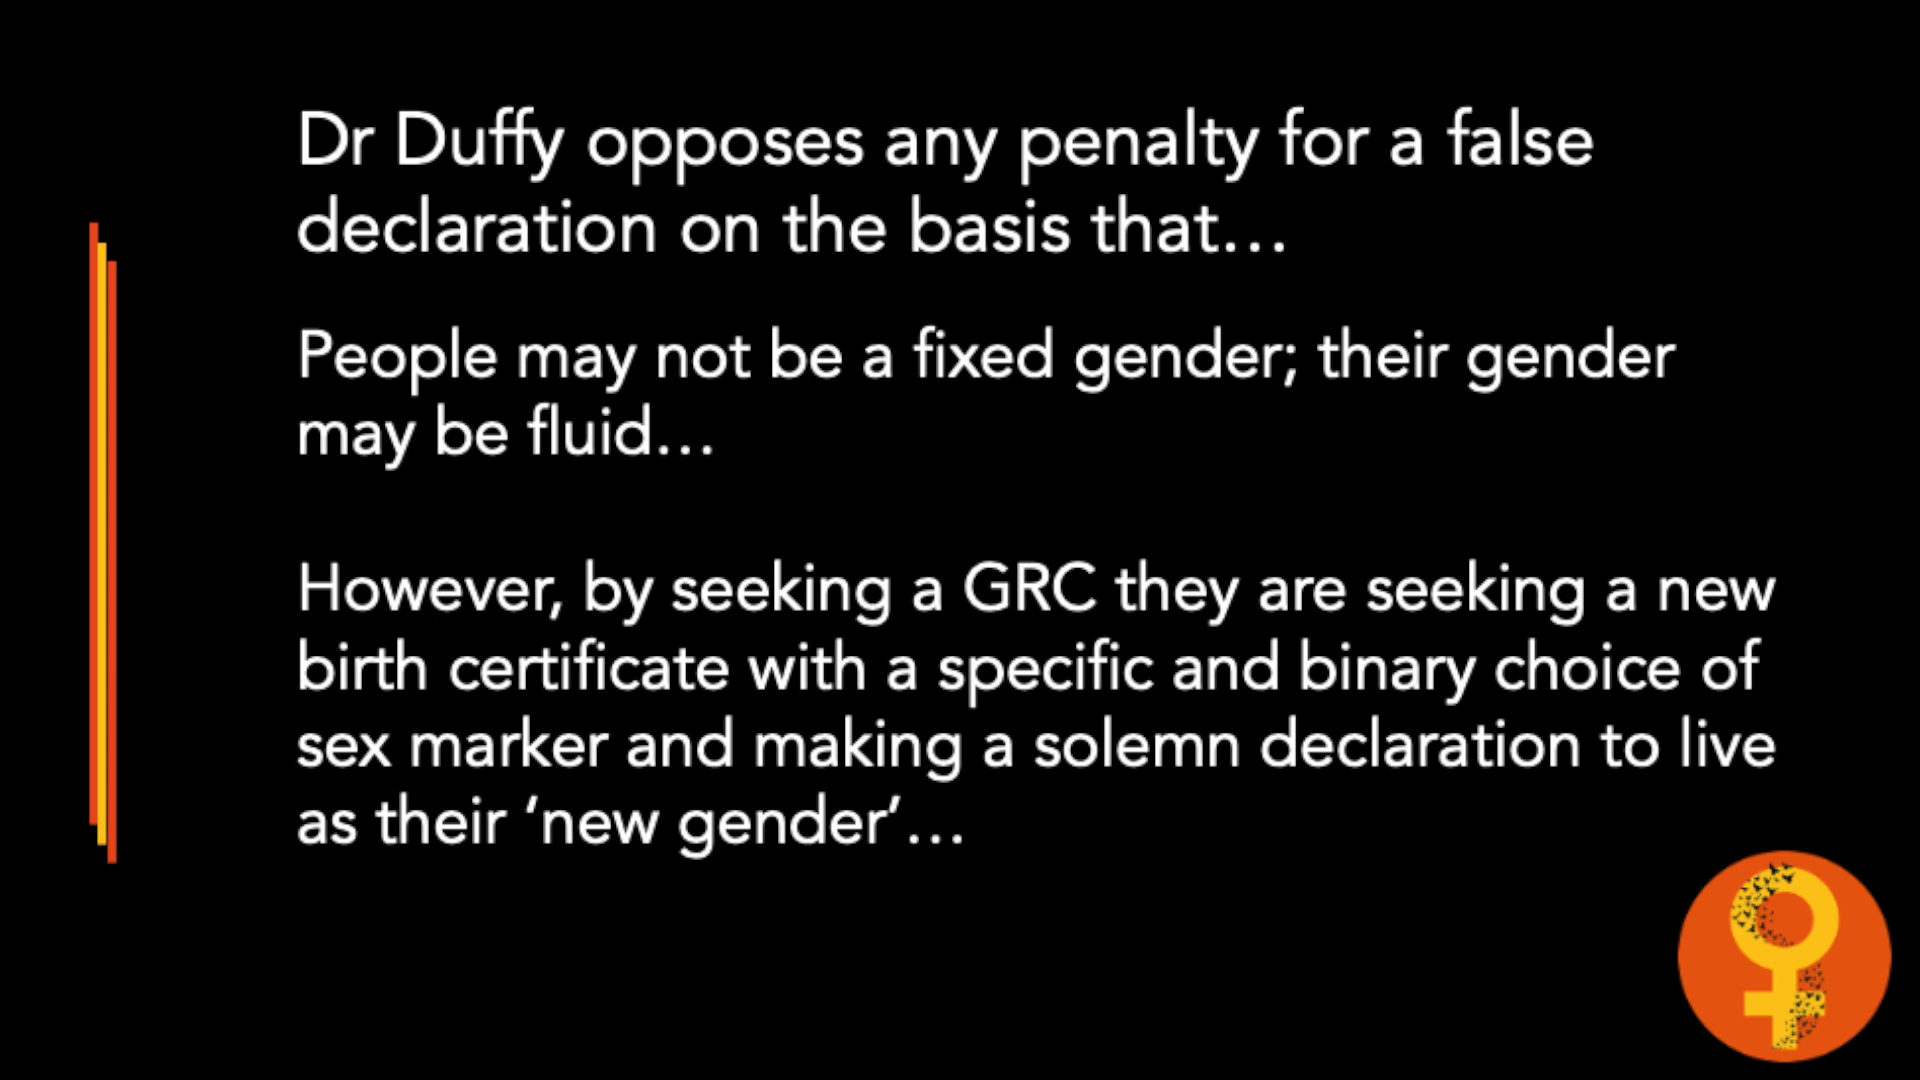 Dr Duffy opposes any penalty for a false
declaration on the basis that…
People may not be a fixed gender; their gender
may be fluid…
However, by seeking a GRC they are seeking a new
birth certificate with a specific and binary choice of
sex marker and making a solemn declaration to live
as their ‘new gender’…